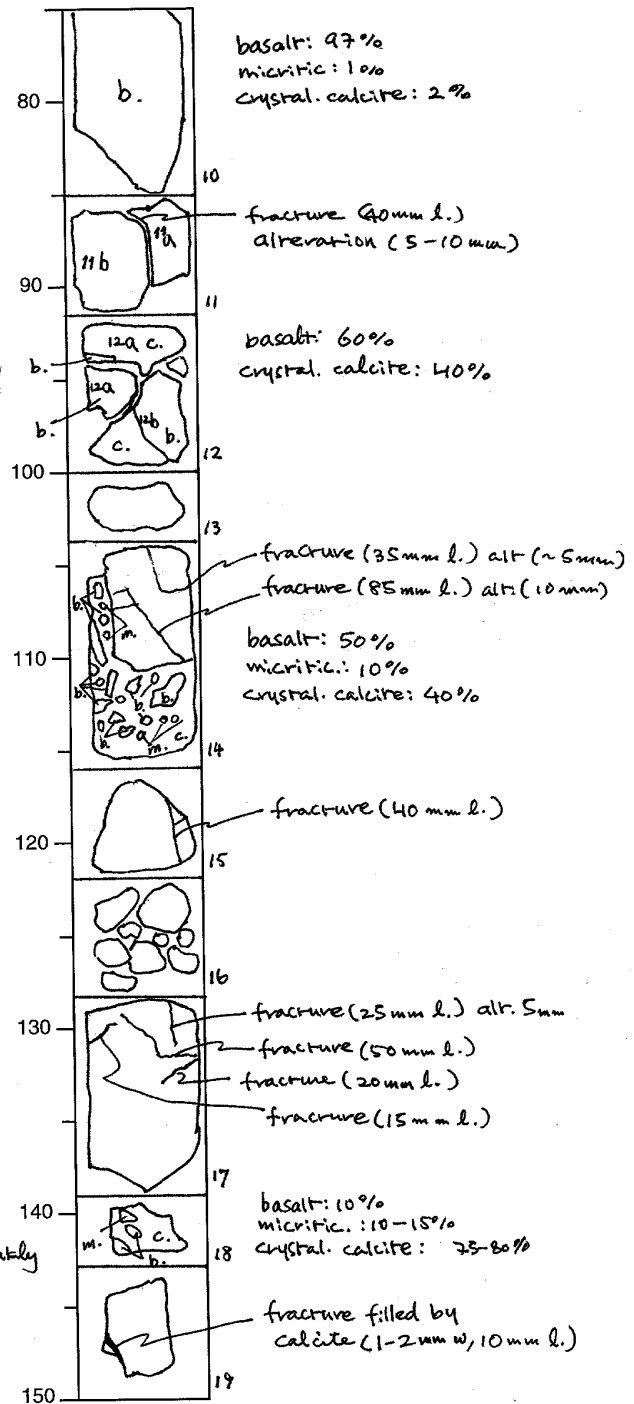 basalt: 97%
micritic: 1%
crystal. calcite: 2%
80
b.
10
fracture (40mm l.)
alteration (5-10mm)
11a
11b
90
11
basalt: 60%
crystal. calcite: 40%
12a c.
b.
12a
12b
b.
b.
c.
12
100
13
fracture (35mm l.) alt (~5mm)
fracture (85mm l.) alt: (10mm)
b.
m.
basalt: 50%
micritic.: 10%
crystal. calcite: 40%
110
b.
b.
b.
b.
m.
c.
14
fracture (40mm l.)
120
15
16
fracture (25mm l.) alt. 5mm
130
fracture (50mm l.)
fracture (20mm l.)
fracture (15mm l.)
17
basalt: 10%
micritic.: 10-15%
crystal. calcite: 75-80%
140
m.
c.
b.
18
fracture filled by
calcite (1-2mm w, 10mm l.)
19
150